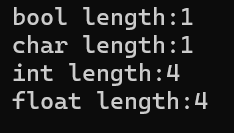 bool length:1
char length:1
int length:4
float length:4